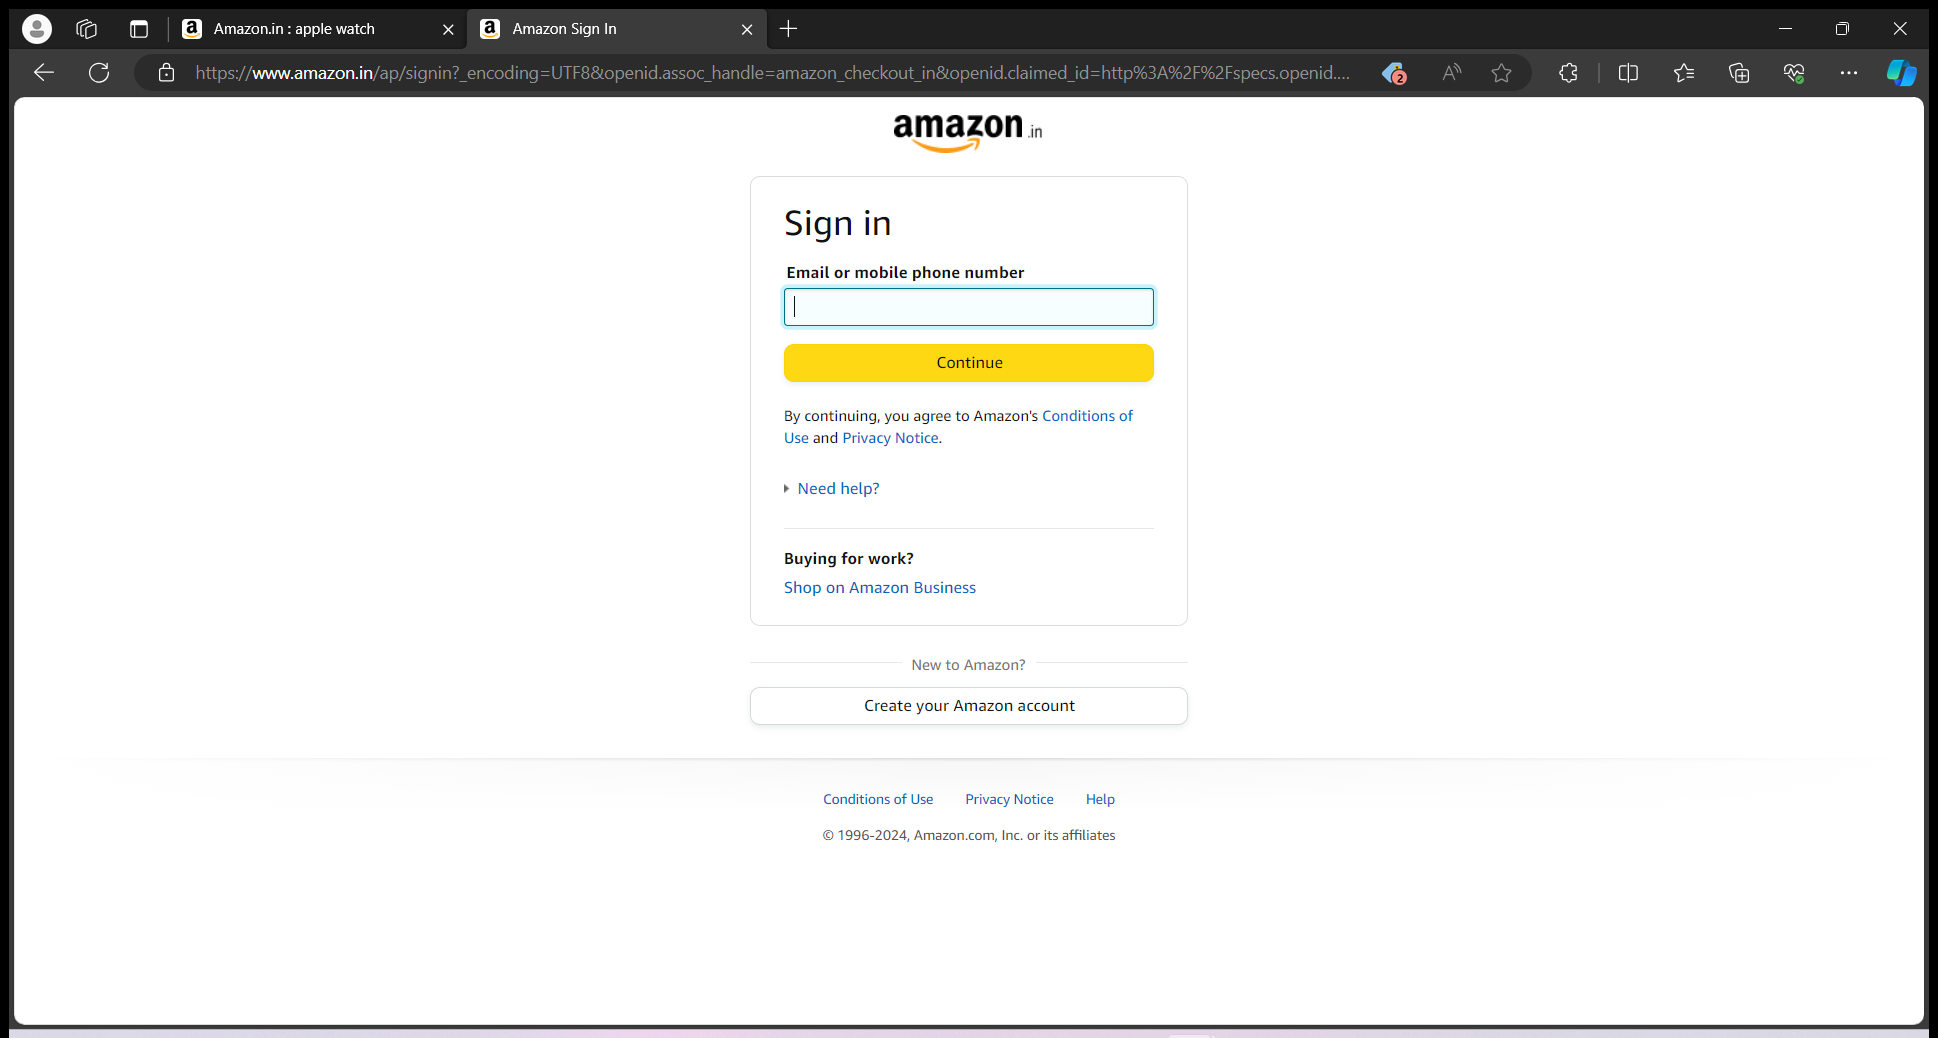 Amazon.in : apple watch
Amazon Sign In
https://www.amazon.in/ap/signin?_encoding=UTF8&openid.assoc_handle=amazon_checkout_in&openid.claimed_id=http%3A%2F%2Fspecs.openid....
2
amazon.in
Sign in
Email or mobile phone number
Continue
By continuing, you agree to Amazon's Conditions of
Use and Privacy Notice.
Need help?
Buying for work?
Shop on Amazon Business
New to Amazon?
Create your Amazon account
Conditions of Use Privacy Notice Help
© 1996-2024, Amazon.com, Inc. or its affiliates